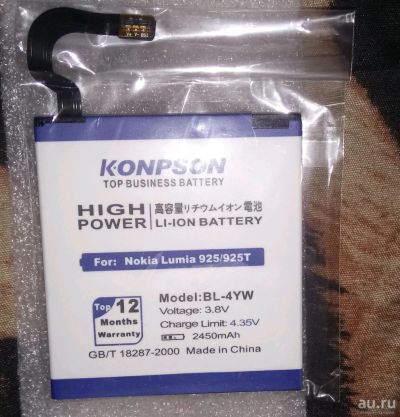 KONPSON
TOP BUSINESS BATTERY
HIGH POWER
高容量リチウムイオン電池
LI-ION BATTERY
For: Nokia Lumia 925/925T
Top 12
Months
Warranty
Model:BL-4YW
Voltage: 3.8V
Charge Limit: 4.35V
2450mAh
GB/T 18287-2000 Made in China
au.ru